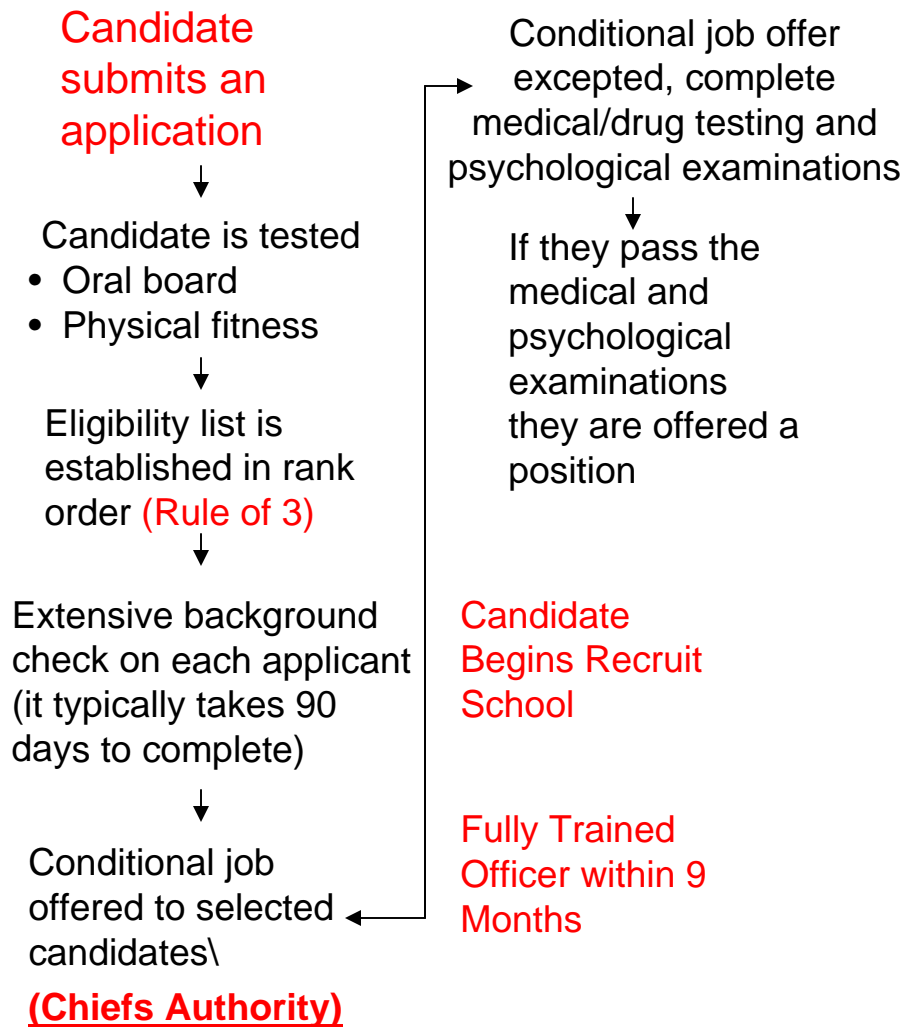 Candidate
submits an
application
Candidate is tested
• Oral board
• Physical fitness
Eligibility list is
established in rank
order (Rule of 3)
Extensive background
check on each applicant
(it typically takes 90
days to complete)
Conditional job
offered to selected
candidates\
(Chiefs Authority)
Conditional job offer
excepted, complete
medical/drug testing and
psychological examinations
If they pass the
medical and
psychological
examinations
they are offered a
position
Candidate
Begins Recruit
School
Fully Trained
Officer within 9
Months